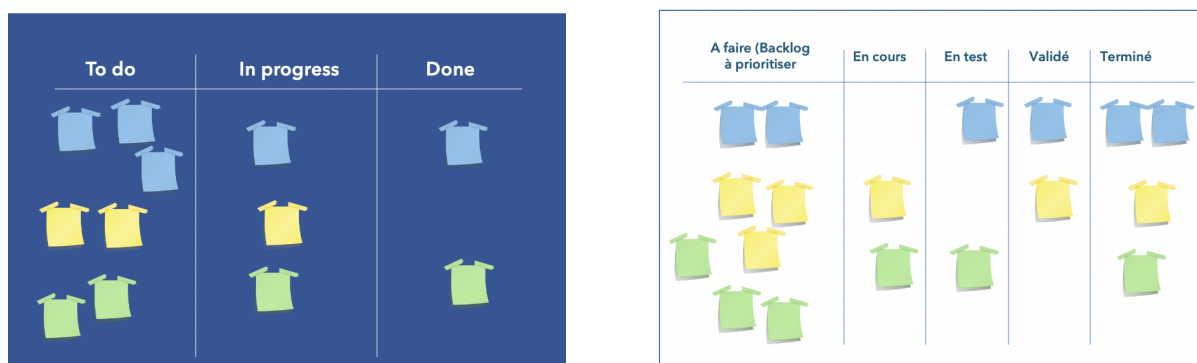 To do
In progress
Done
A faire (Backlog
à prioritiser
En cours
En test
Validé
Terminé